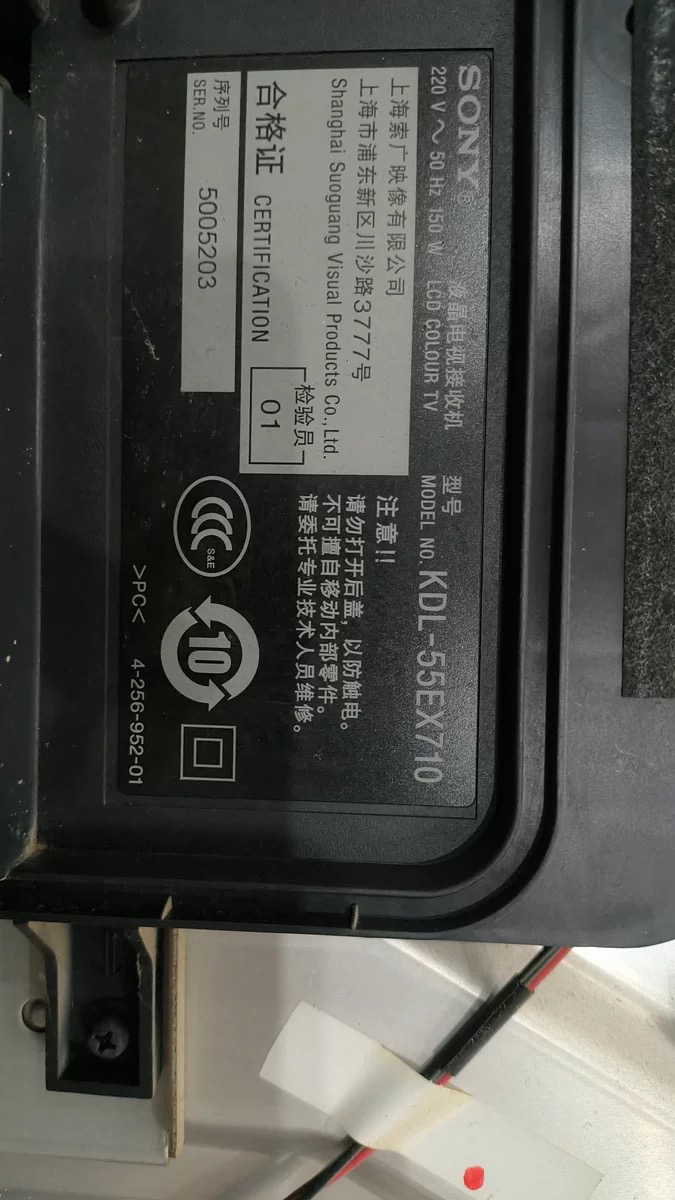 SONY®
液晶电视接收机
220 V ~ 50 Hz 150 W LCD COLOUR TV
型号
MODEL NO. KDL-55EX710
上海索广映像有限公司
上海市浦东新区川沙路3777号
Shanghai Suoguang Visual Products Co., Ltd.
合格证 CERTIFICATION
检验员
01
序列号
SER.NO. 5005203
注意!!
请勿打开后盖,以防触电。
不可擅自移动内部零件。
请委托专业技术人员维修。
CCC S&E
10
>PC< 4-256-952-01